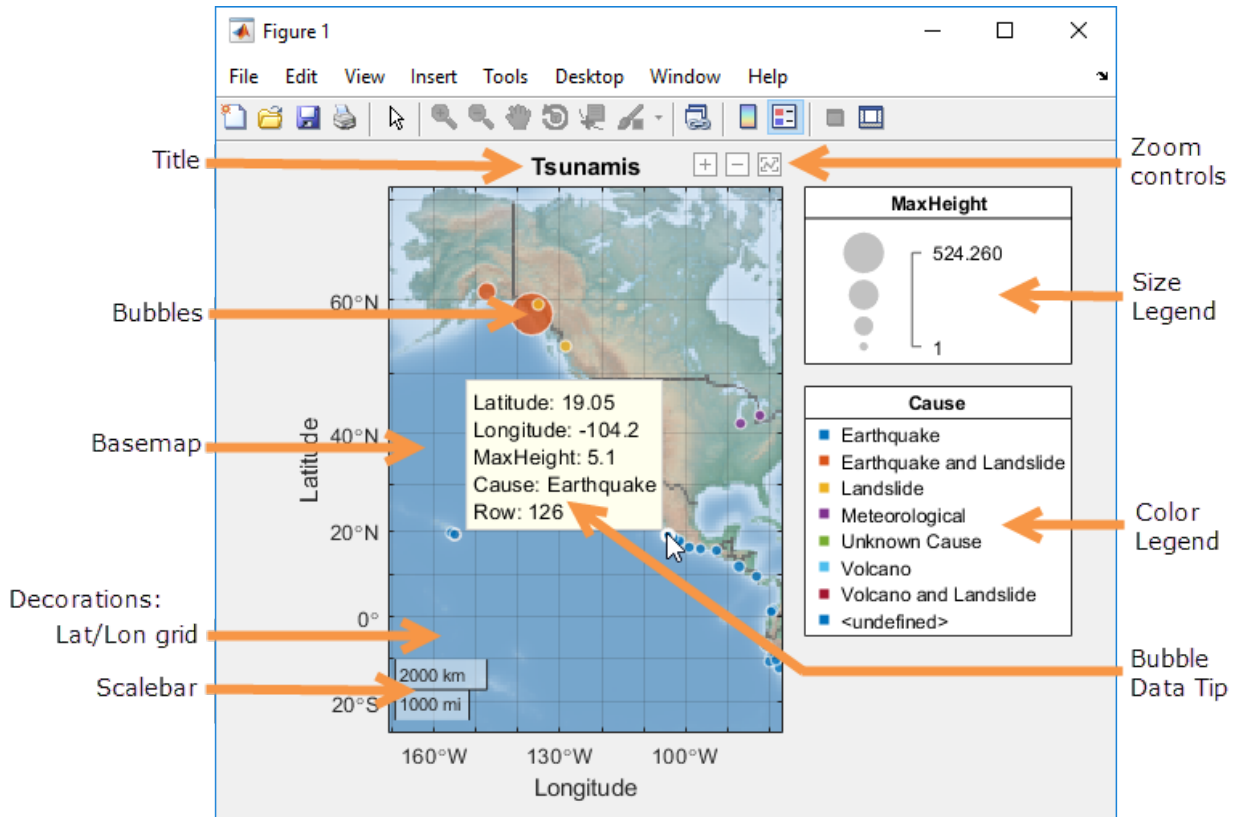 Figure 1
File Edit View Insert Tools Desktop Window Help
Title
Tsunamis
Zoom
controls
MaxHeight
524.260
1
Size
Legend
Bubbles
60°N
40°N
20°N
0°
20°S
Latitude
Basemap
Latitude: 19.05
Longitude: -104.2
MaxHeight: 5.1
Cause: Earthquake
Row: 126
Cause
Earthquake
Earthquake and Landslide
Landslide
Meteorological
Unknown Cause
Volcano
Volcano and Landslide
<undefined>
Color
Legend
Decorations:
Lat/Lon grid
Scalebar
2000 km
1000 mi
Bubble
Data Tip
160°W 130°W 100°W
Longitude